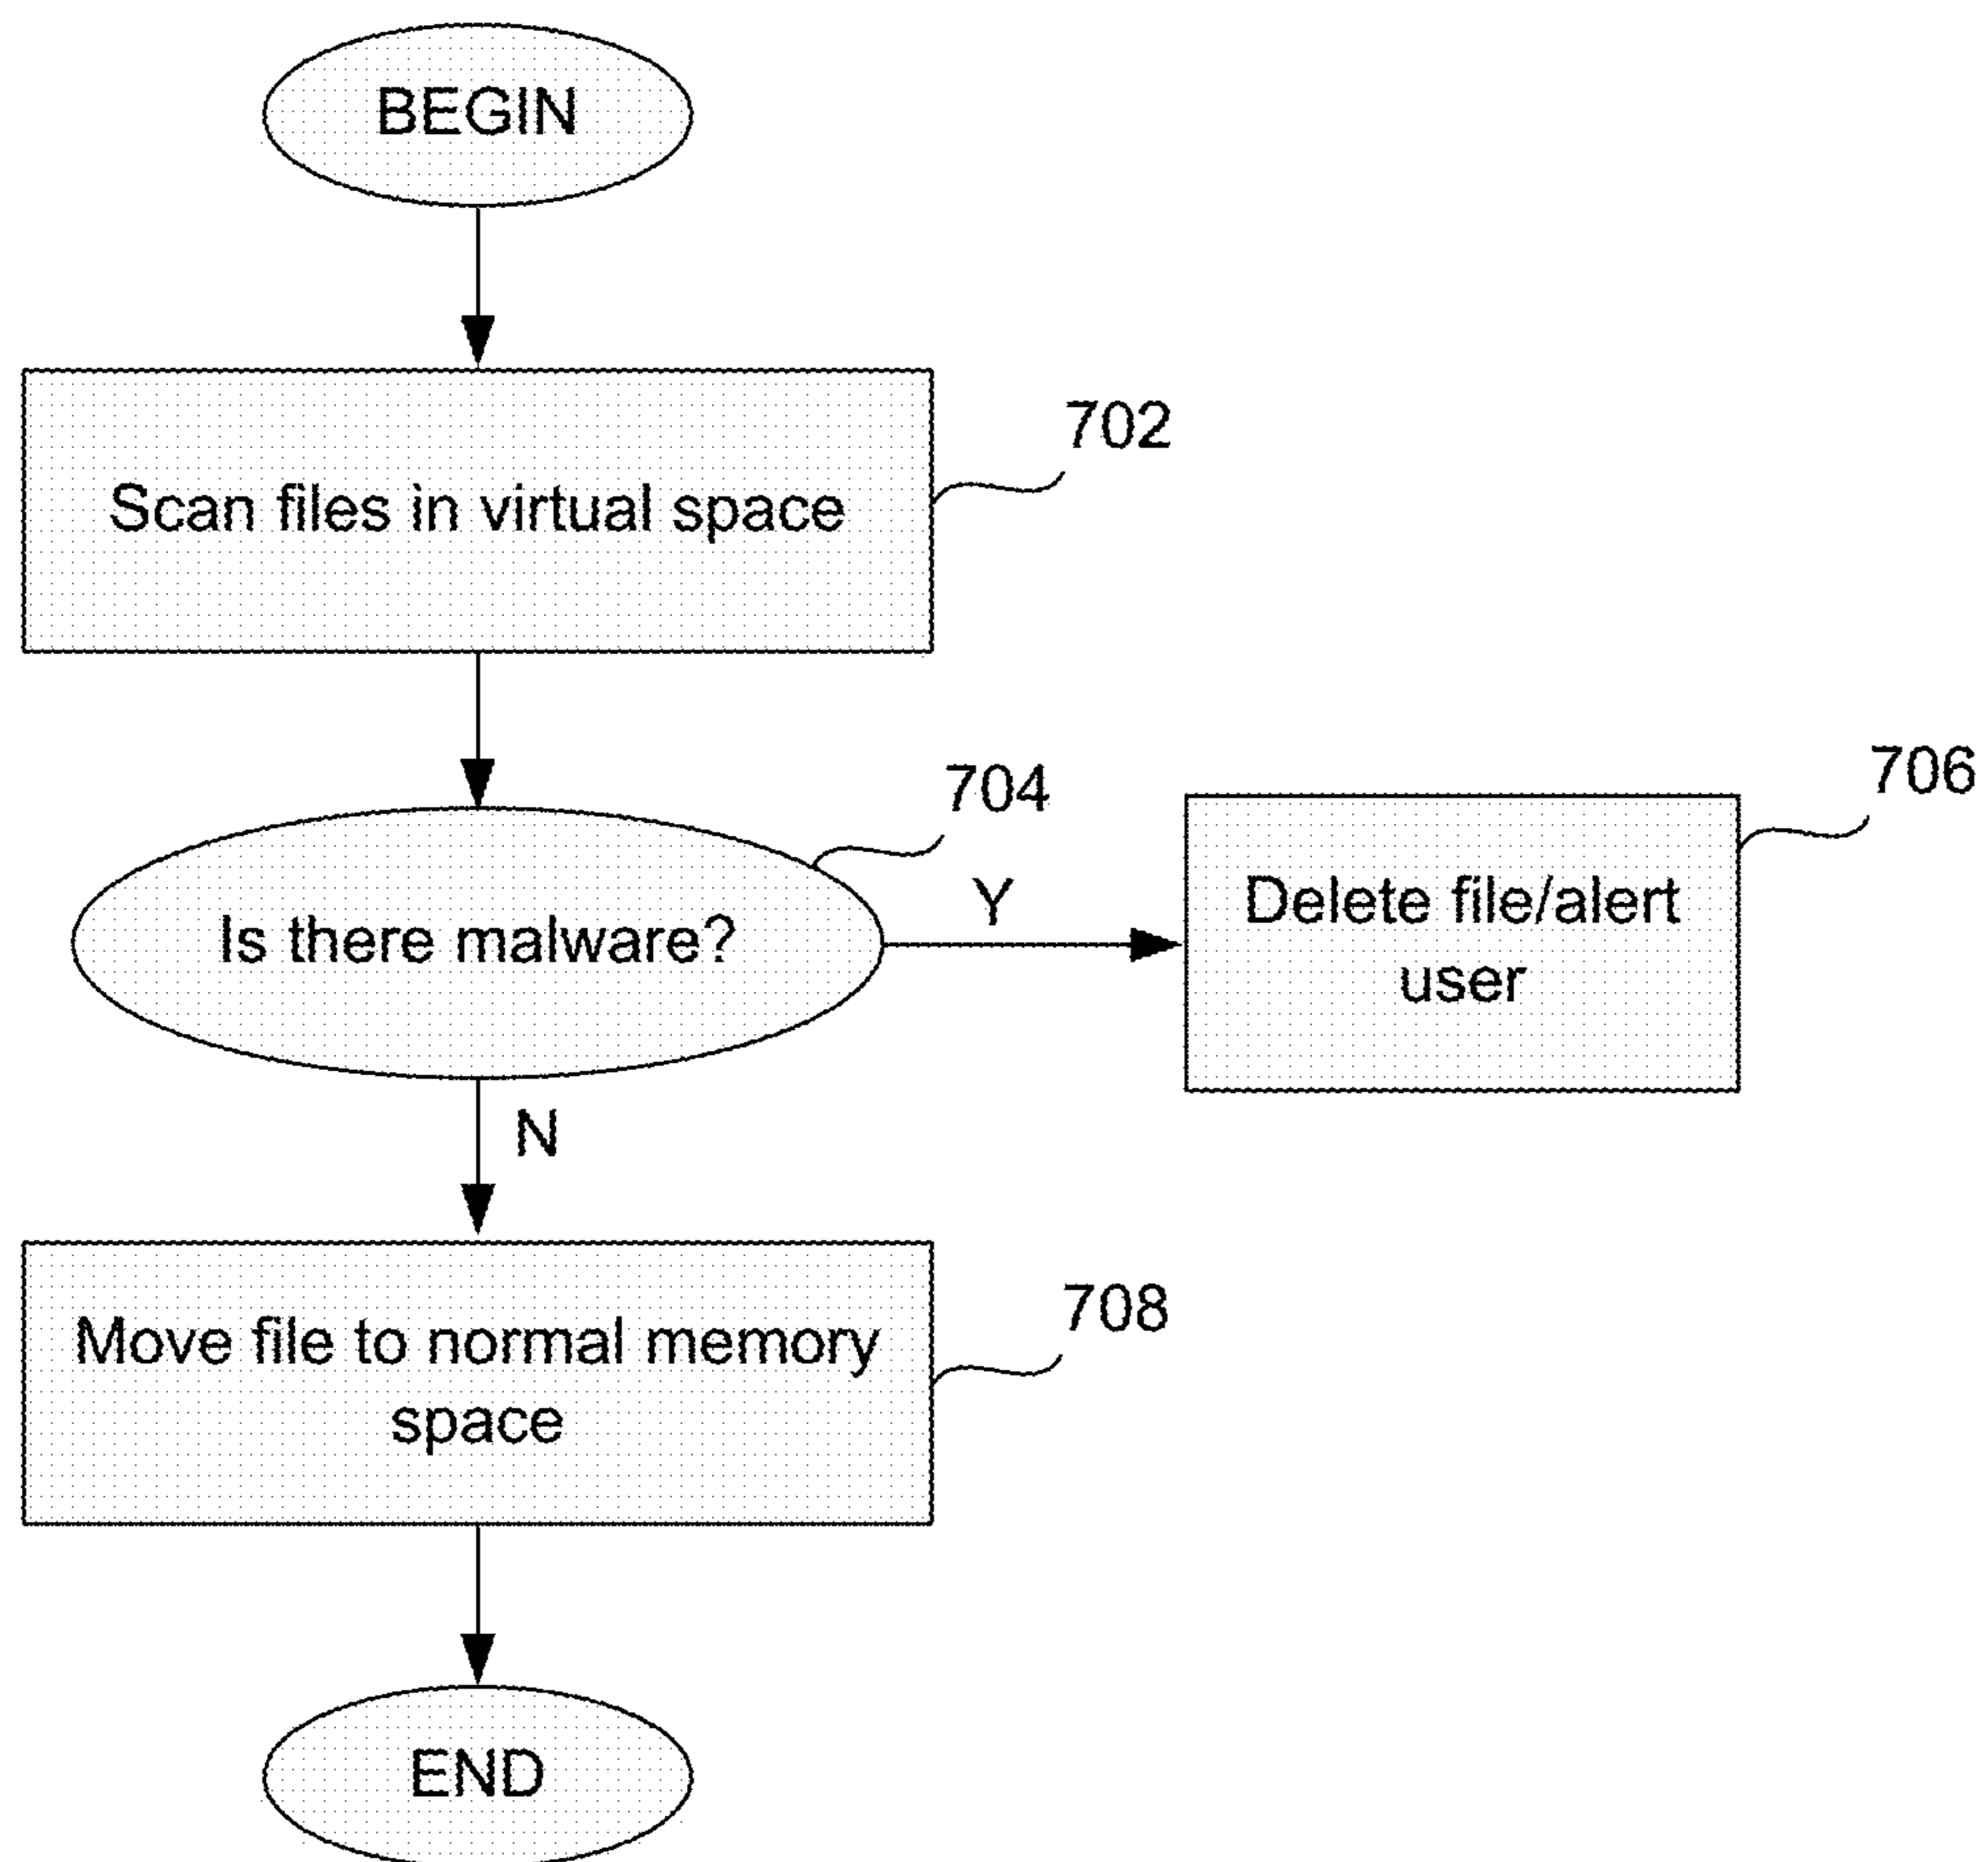 BEGIN
702
Scan files in virtual space
704
706
Is there malware?
Y
Delete file/alert
user
N
708
Move file to normal memory
space
END